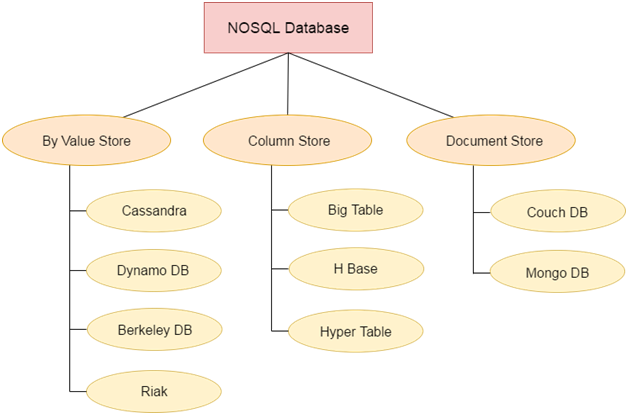 NOSQL Database
By Value Store
Column Store
Document Store
Cassandra
Dynamo DB
Berkeley DB
Riak
Big Table
H Base
Hyper Table
Couch DB
Mongo DB